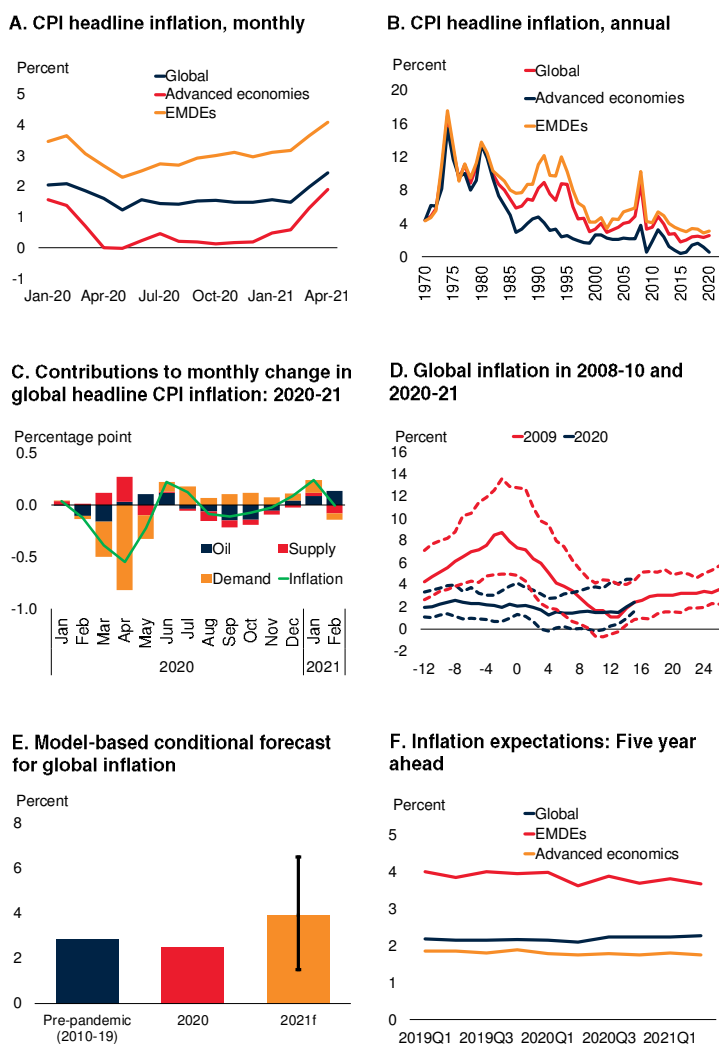 A. CPI headline inflation, monthly
Percent
Global
Advanced economies
EMDEs
5
4
3
2
1
0
-1
Jan-20 Apr-20 Jul-20 Oct-20 Jan-21 Apr-21
B. CPI headline inflation, annual
Percent
Global
Advanced economies
EMDEs
20
16
12
8
4
0
1970 1975 1980 1985 1990 1995 2000 2005 2010 2015 2020
C. Contributions to monthly change in
global headline CPI inflation: 2020-21
Percentage point
0.5
0.0
-0.5
-1.0
Oil Supply
Demand Inflation
Jan Feb Mar Apr May Jun Jul Aug Sep Oct Nov Dec Jan Feb
2020 2021
D. Global inflation in 2008-10 and
2020-21
Percent 2009 2020
16
14
12
10
8
6
4
2
0
-2
-12 -8 -4 0 4 8 12 16 20 24
E. Model-based conditional forecast
for global inflation
Percent
8
6
4
2
0
Pre-pandemic 2020 2021f
(2010-19)
F. Inflation expectations: Five year
ahead
Percent
Global
EMDEs
Advanced economics
5
4
3
2
1
0
2019Q1 2019Q3 2020Q1 2020Q3 2021Q1